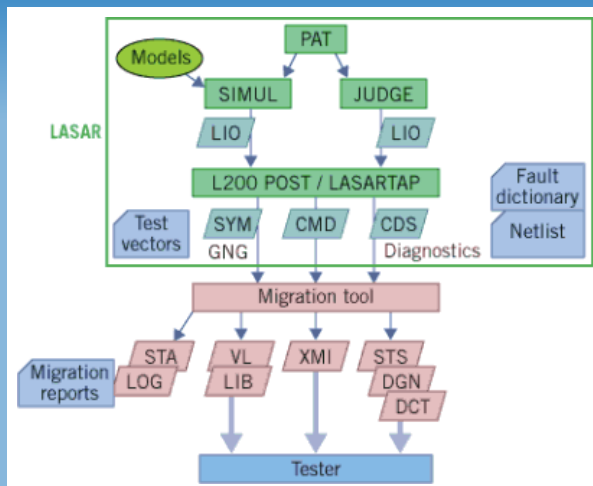 PAT
Models
SIMUL
JUDGE
LASAR
LIO
LIO
L200 POST / LASARTAP
Fault
dictionary
Test
vectors
SYM
CMD
CDS
Netlist
GNG
Diagnostics
Migration tool
STA
VL
XMI
STS
Migration
reports
LOG
LIB
DGN
DCT
Tester